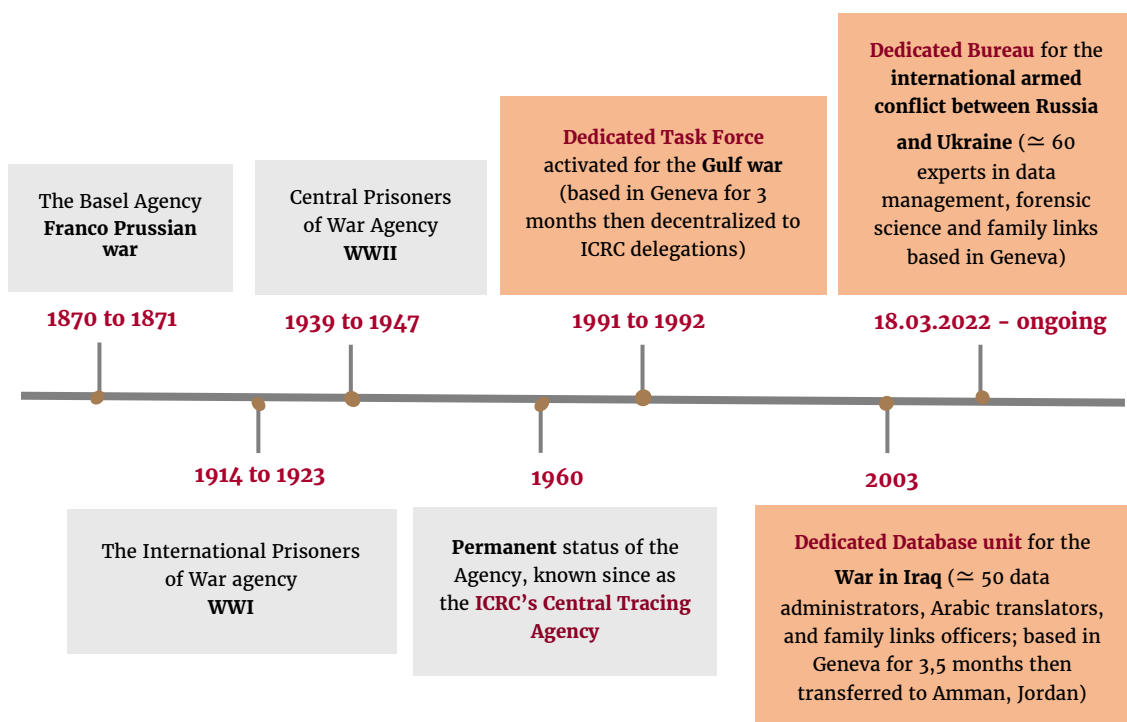 The Basel Agency
Franco Prussian
war
1870 to 1871
The International Prisoners
of War agency
WWI
1914 to 1923
Central Prisoners
of War Agency
WWII
1939 to 1947
1960
Permanent status of the
Agency, known since as
the ICRC’s Central Tracing
Agency
Dedicated Task Force
activated for the Gulf war
(based in Geneva for 3
months then decentralized to
ICRC delegations)
1991 to 1992
2003
Dedicated Database unit for the
War in Iraq (≃ 50 data
administrators, Arabic translators,
and family links officers; based in
Geneva for 3,5 months then
transferred to Amman, Jordan)
Dedicated Bureau for the
international armed
conflict between Russia
and Ukraine (≃ 60
experts in data
management, forensic
science and family links
based in Geneva)
18.03.2022 - ongoing